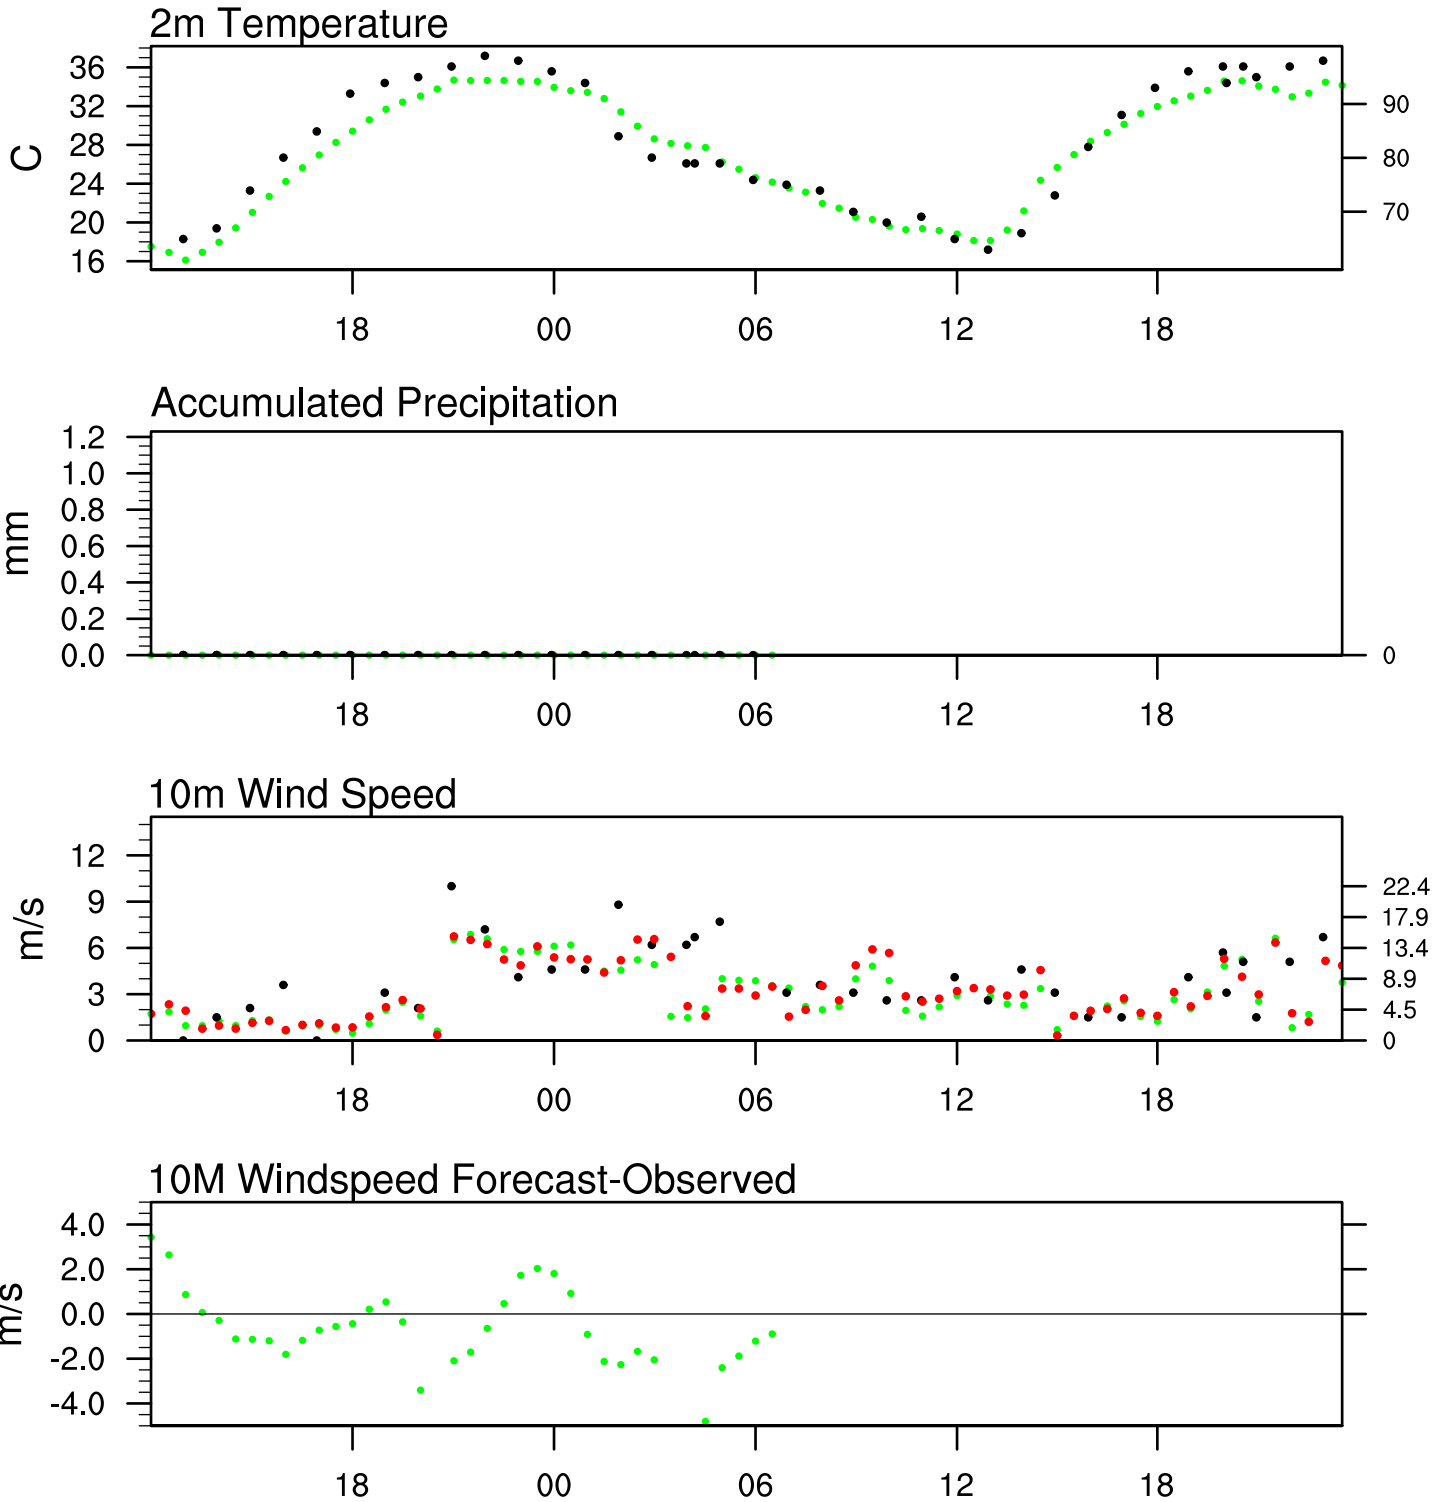 2m Temperature
C
36
32
28
24
20
16
90
80
70
18 00 06 12 18
Accumulated Precipitation
mm
1.2
1.0
0.8
0.6
0.4
0.2
0.0
0
18 00 06 12 18
10m Wind Speed
m/s
12
9
6
3
0
22.4
17.9
13.4
8.9
4.5
0
18 00 06 12 18
10M Windspeed Forecast-Observed
m/s
4.0
2.0
0.0
-2.0
-4.0
18 00 06 12 18